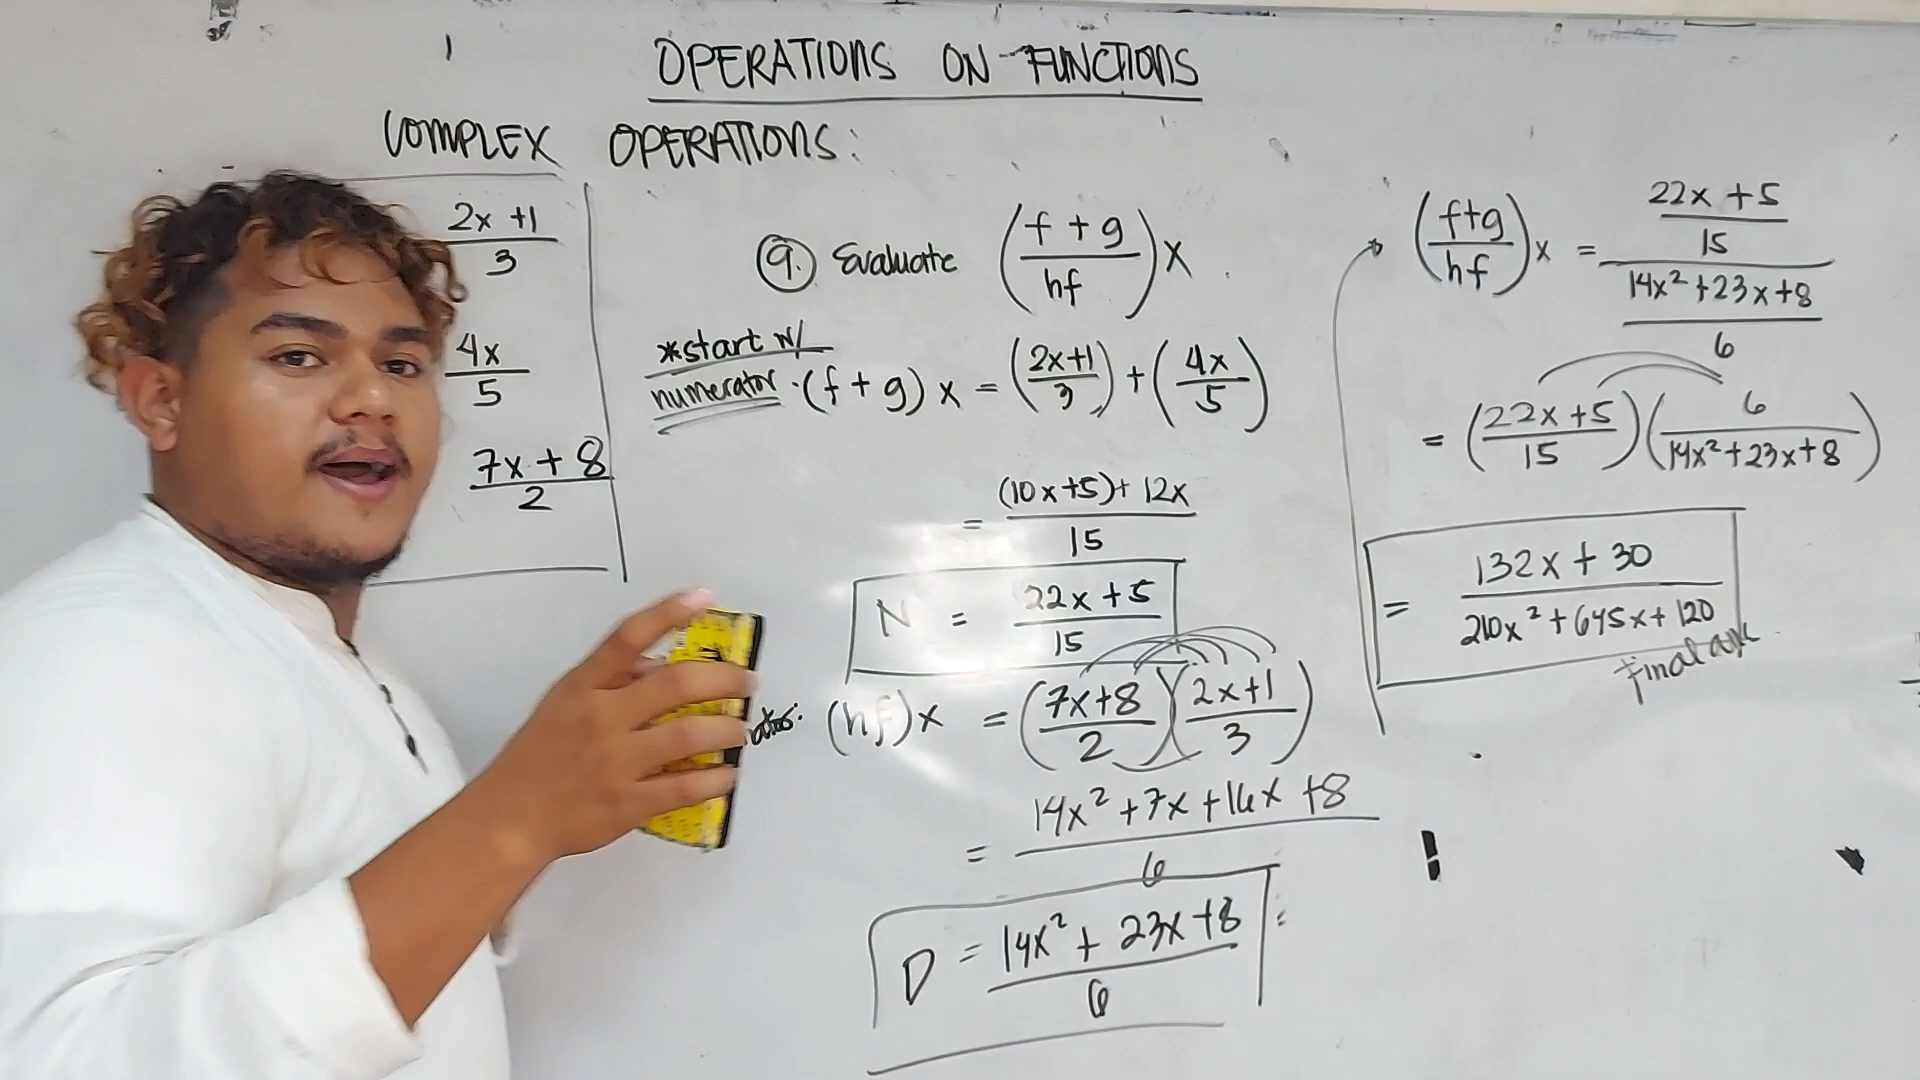 OPERATIONS ON FUNCTIONS
COMPLEX OPERATIONS:
2x + 1 / 3
4x / 5
7x + 8 / 2
9. Evaluate (f + g / hf) x
*start w/
numerator · (f + g) x = (2x+1 / 3) + (4x / 5)
= (10x+5) + 12x / 15
N = 22x + 5 / 15
(hf) x = (7x+8 / 2)(2x+1 / 3)
= 14x² + 7x + 16x + 8 / 6
D = 14x² + 23x + 8 / 6
(f+g / hf) x = 22x + 5 / 15 / 14x² + 23x + 8 / 6
= (22x + 5 / 15)(6 / 14x² + 23x + 8)
= 132x + 30 / 210x² + 645x + 120
final